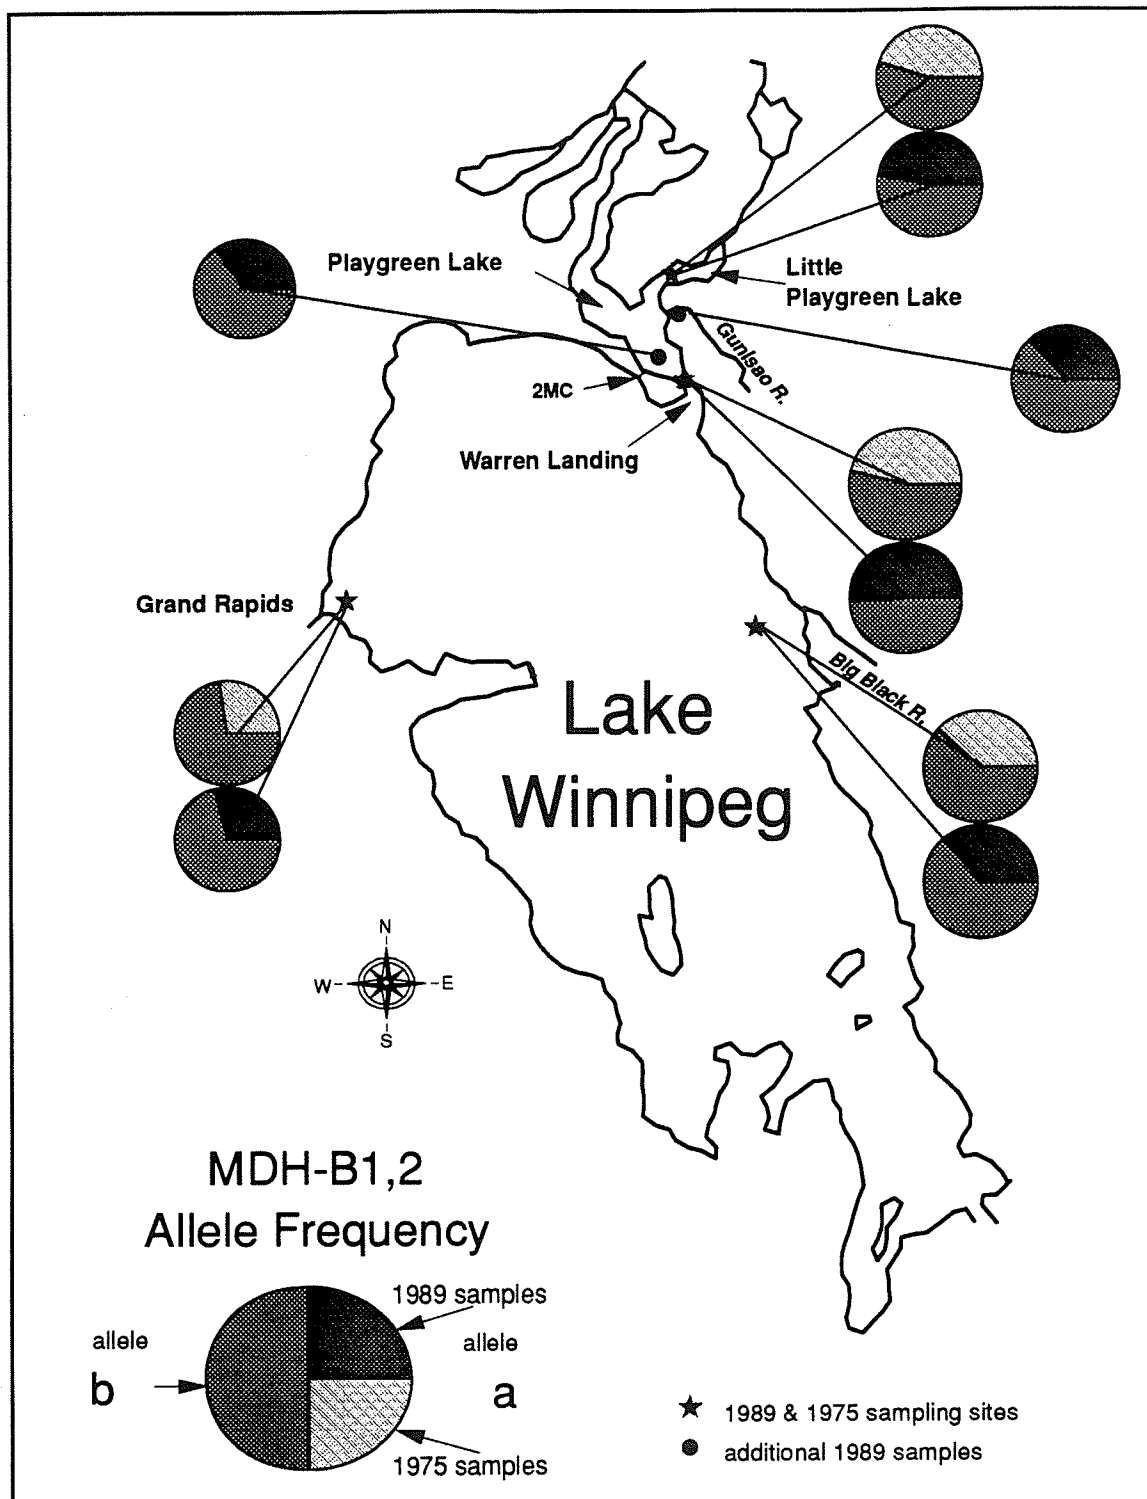 Playgreen Lake
Little
Playgreen Lake
Gunisao R.
2MC
Warren Landing
Grand Rapids
Big Black R.
Lake
Winnipeg
N
W
E
S
MDH-B1,2
Allele Frequency
1989 samples
allele
allele
b
a
1975 samples
1989 & 1975 sampling sites
additional 1989 samples